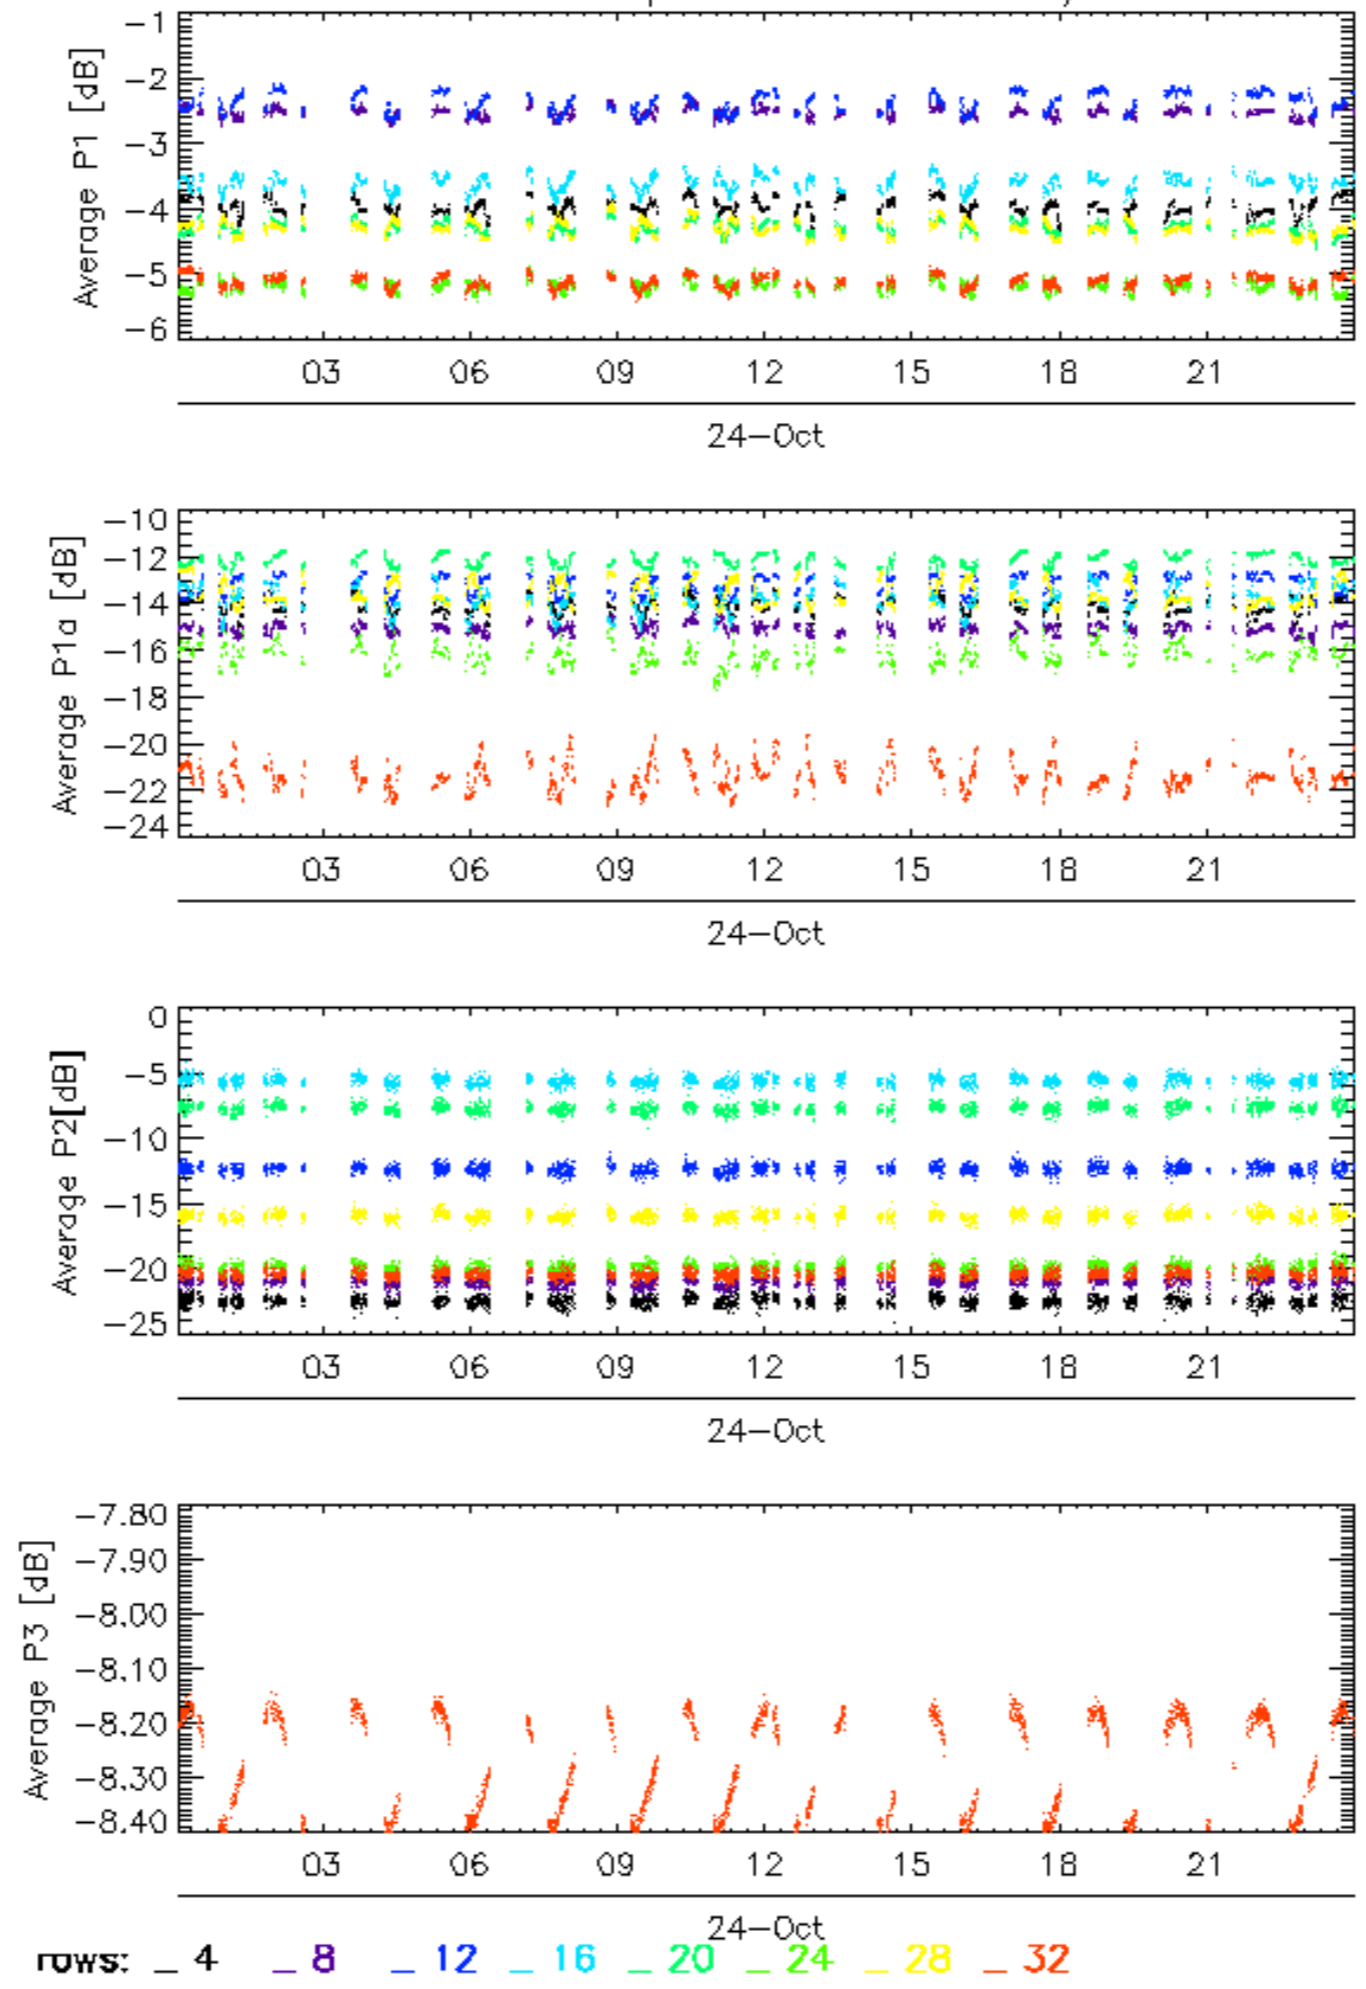 Average P1 [dB]
−1
−2
−3
−4
−5
−6
03 06 09 12 15 18 21
24−Oct
Average P1a [dB]
−10
−12
−14
−16
−18
−20
−22
−24
03 06 09 12 15 18 21
24−Oct
Average P2[dB]
0
−5
−10
−15
−20
−25
03 06 09 12 15 18 21
24−Oct
Average P3 [dB]
−7.80
−7.90
−8.00
−8.10
−8.20
−8.30
−8.40
03 06 09 12 15 18 21
24−Oct
rows: _ 4 _ 8 _ 12 _ 16 _ 20 _ 24 _ 28 _ 32